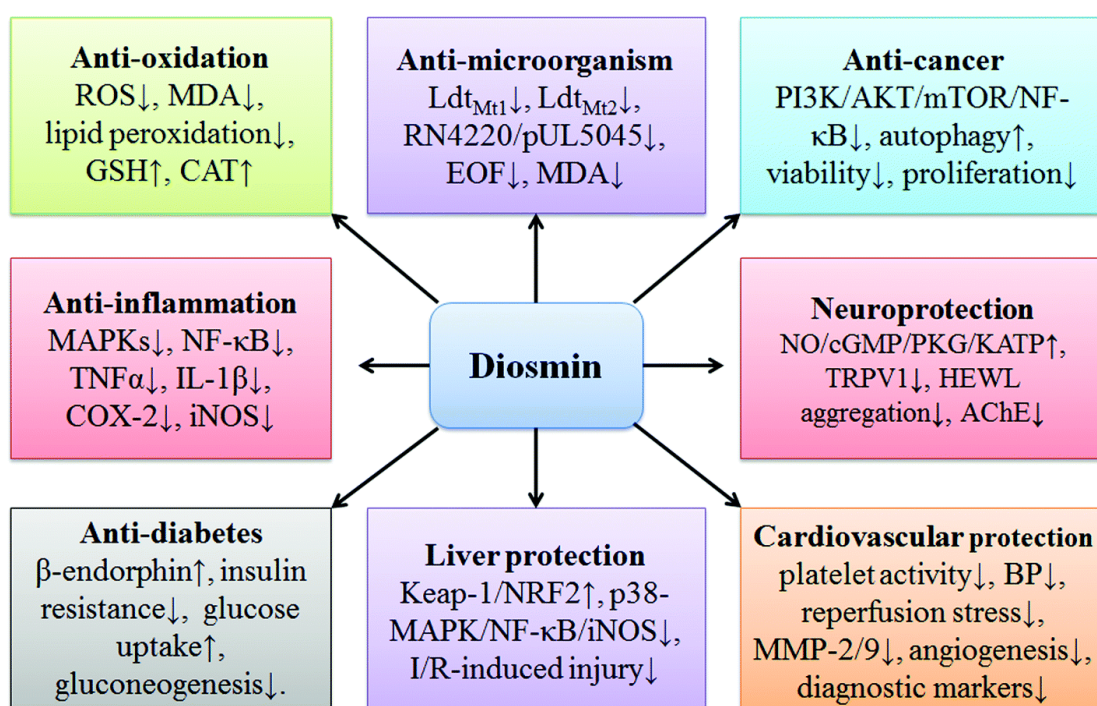 Anti-oxidation
ROS↓, MDA↓,
lipid peroxidation↓,
GSH↑, CAT↑
Anti-microorganism
Ldt_Mt1↓, Ldt_Mt2↓,
RN4220/pUL5045↓,
EOF↓, MDA↓
Anti-cancer
PI3K/AKT/mTOR/NF-
κB↓, autophagy↑,
viability↓, proliferation↓
Anti-inflammation
MAPKs↓, NF-κB↓,
TNFα↓, IL-1β↓,
COX-2↓, iNOS↓
Diosmin
Neuroprotection
NO/cGMP/PKG/KATP↑,
TRPV1↓, HEWL
aggregation↓, AChE↓
Anti-diabetes
β-endorphin↑, insulin
resistance↓, glucose
uptake↑,
gluconeogenesis↓.
Liver protection
Keap-1/NRF2↑, p38-
MAPK/NF-κB/iNOS↓,
I/R-induced injury↓
Cardiovascular protection
platelet activity↓, BP↓,
reperfusion stress↓,
MMP-2/9↓, angiogenesis↓,
diagnostic markers↓